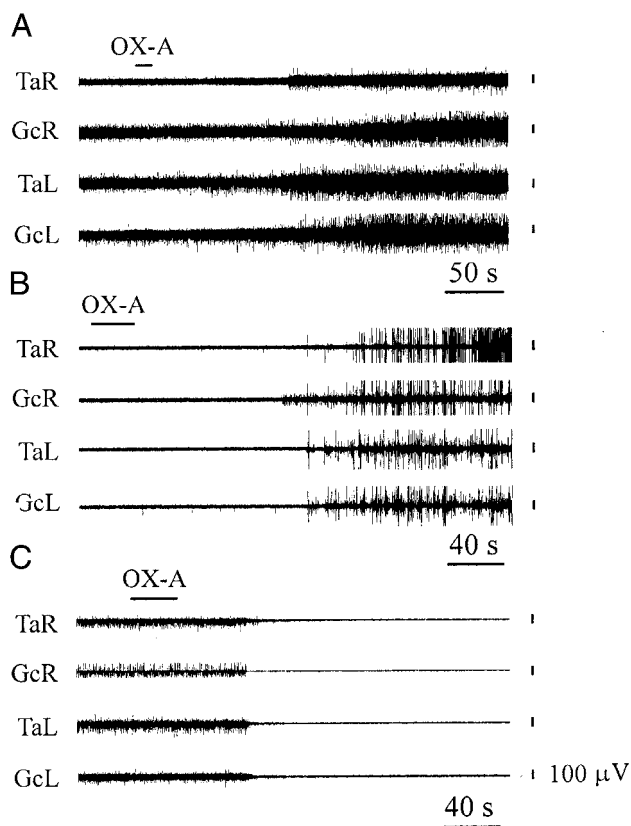 A
OX-A
TaR
GcR
TaL
GcL
50 s
B
OX-A
TaR
GcR
TaL
GcL
40 s
C
OX-A
TaR
GcR
TaL
GcL
100 μV
40 s